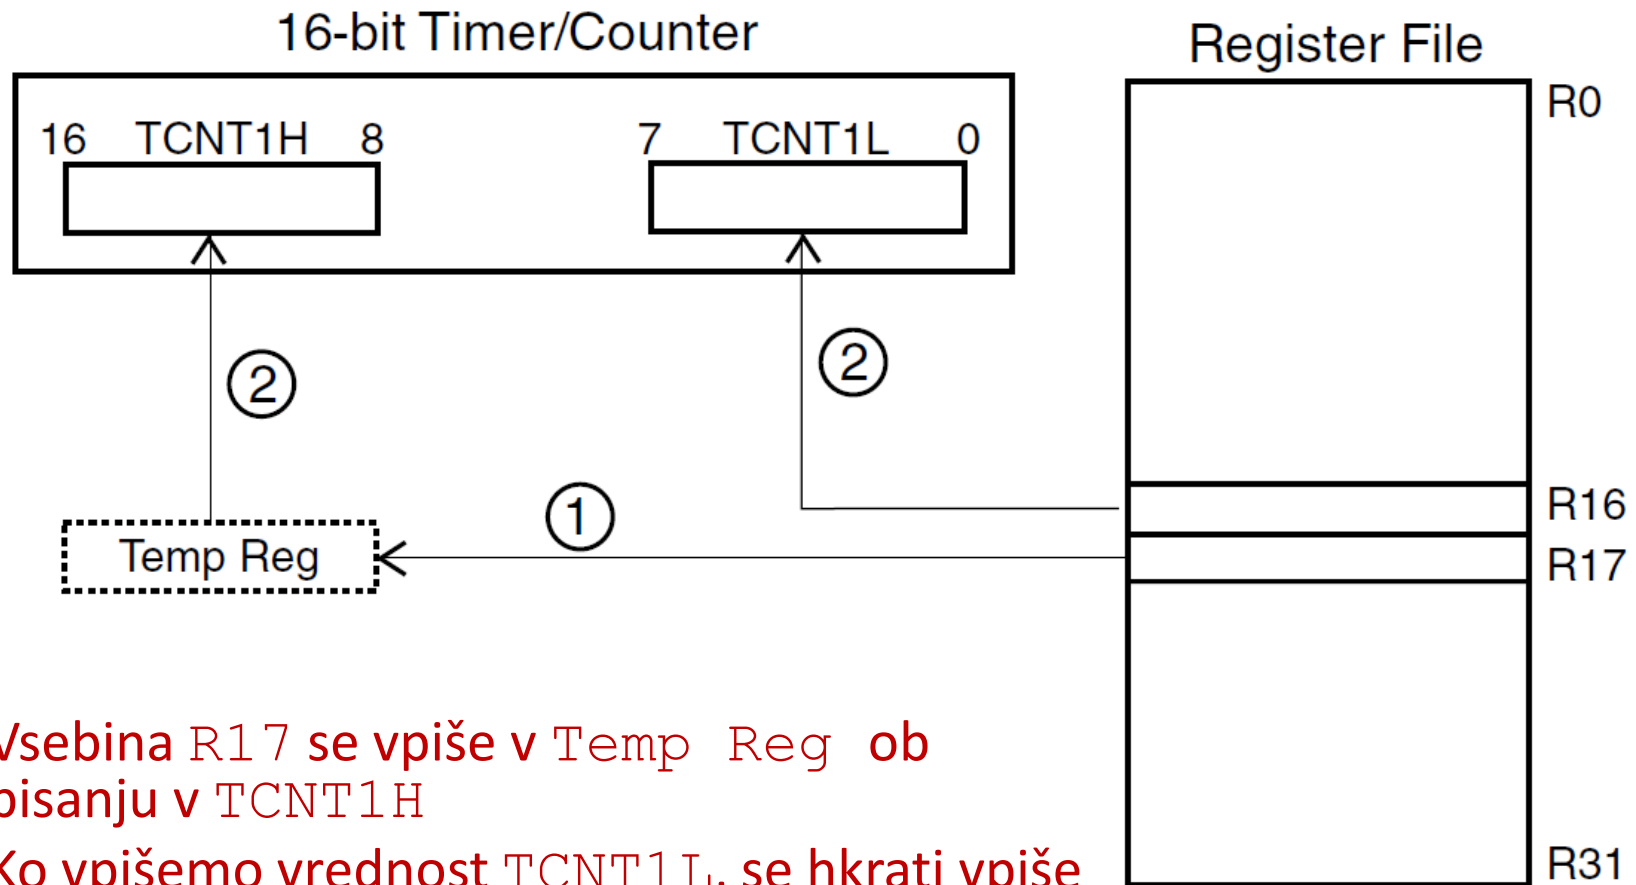 16-bit Timer/Counter
Register File
16 TCNT1H 8
7 TCNT1L 0
R0
2
2
1
Temp Reg
R16
R17
R31
Vsebina R17 se vpiše v Temp Reg ob
pisanju v TCNT1H
Ko vpišemo vrednost TCNT1L, se hkrati vpiše